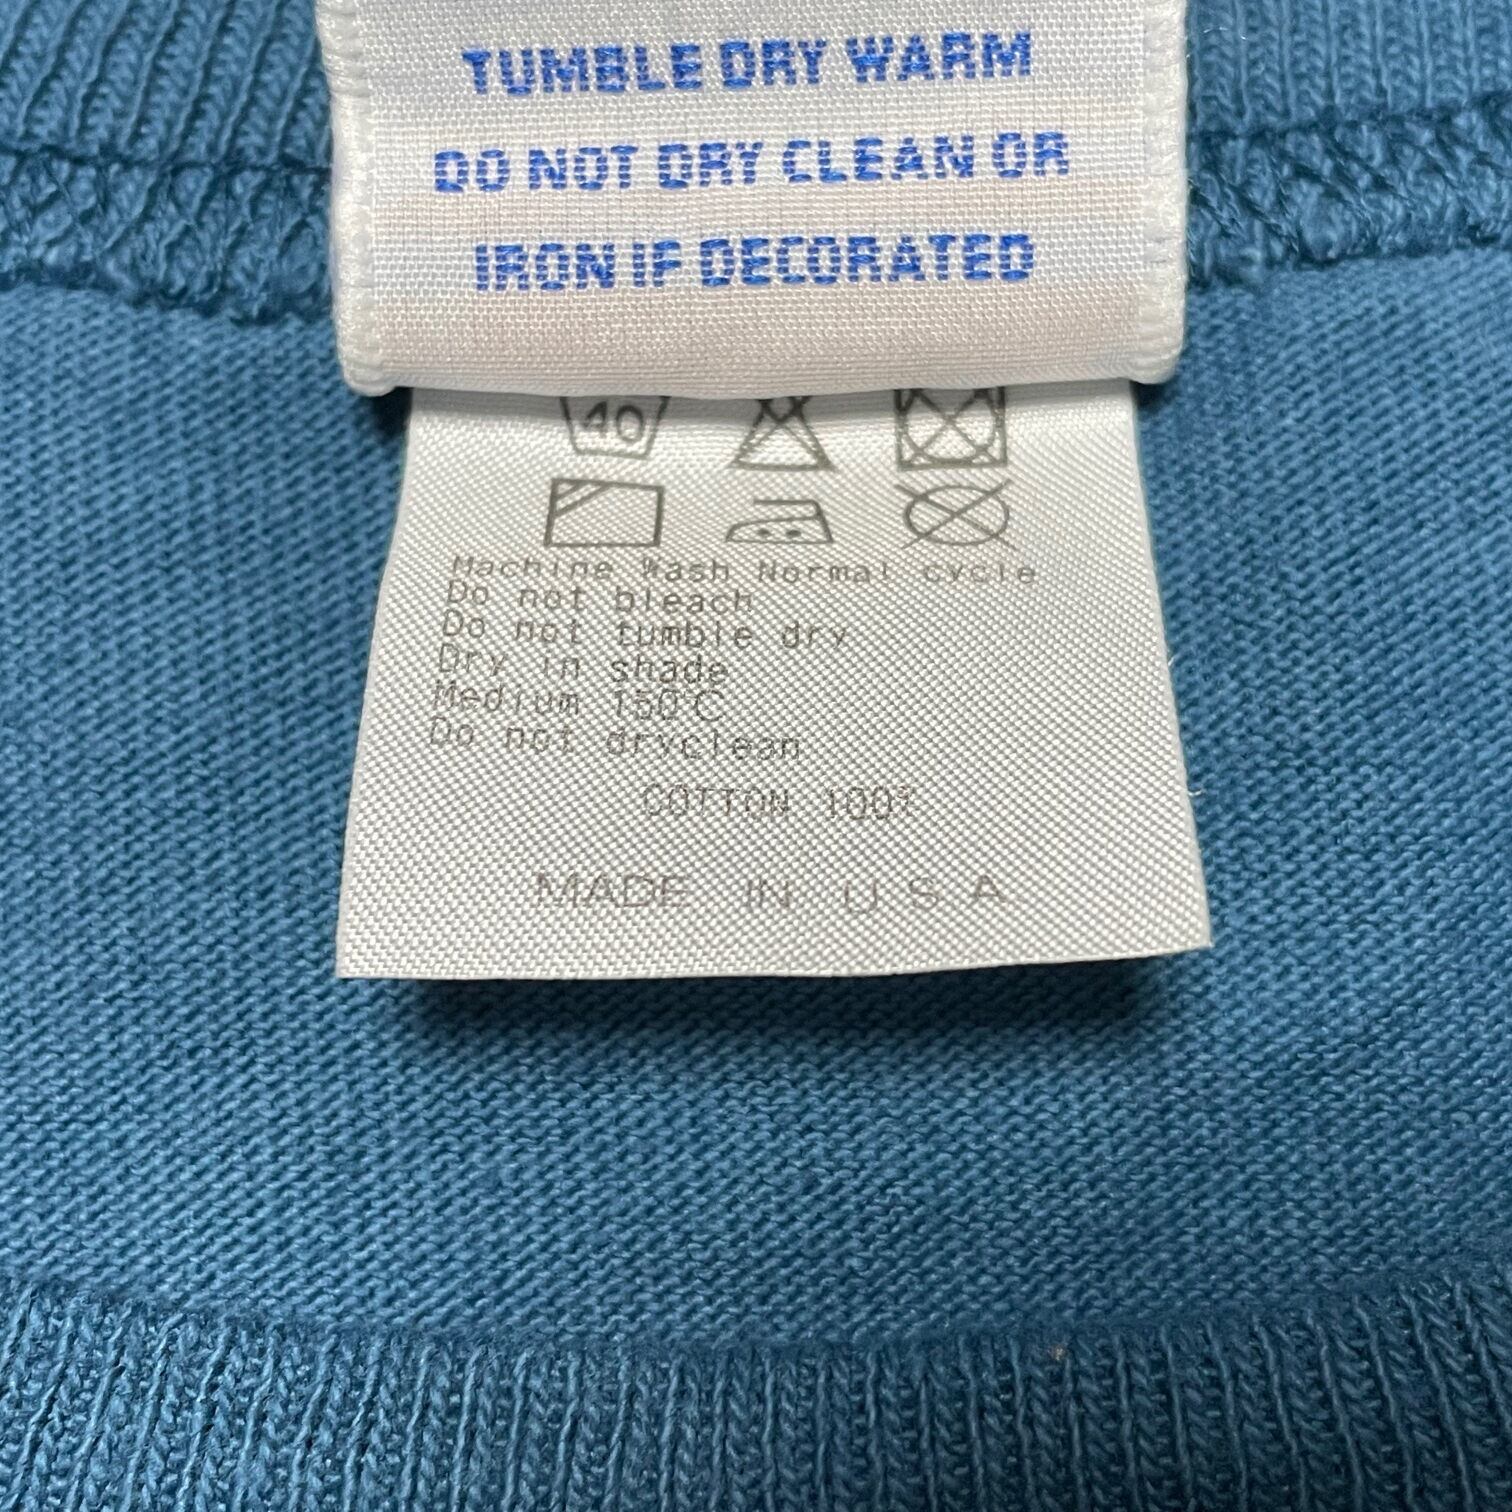 TUMBLE DRY WARM
DO NOT DRY CLEAN OR
IRON IF DECORATED
40
Machine Wash Normal cycle
Do not bleach
Do not tumble dry
Dry in shade
Medium 150°C
Do not dryclean
COTTON 100%
MADE IN U S A